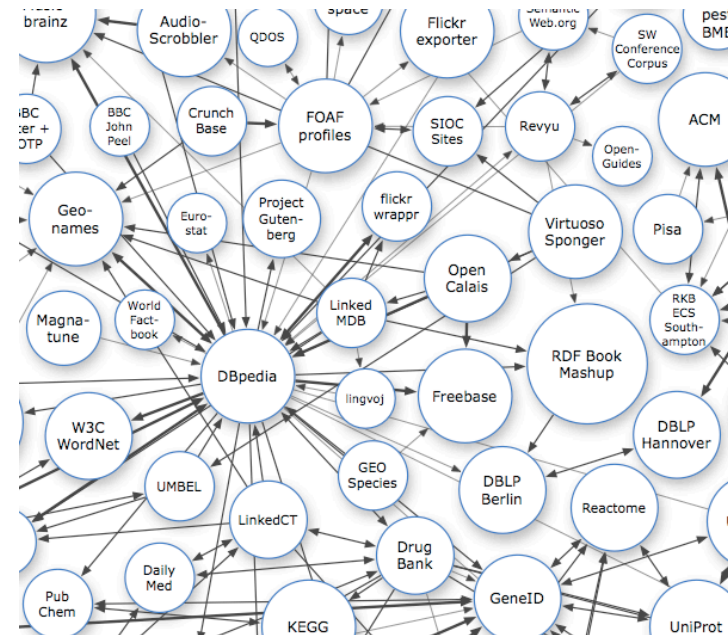 brainz
Audio-
Scrobbler
QDOS
space
Flickr
exporter
Semantic
Web.org
SW
Conference
Corpus
BBC
John
Peel
Crunch
Base
FOAF
profiles
SIOC
Sites
Revyu
Open-
Guides
ACM
Geo-
names
Euro-
stat
Project
Guten-
berg
flickr
wrappr
Virtuoso
Sponger
Pisa
Magna-
tune
World
Fact-
book
Linked
MDB
Open
Calais
RKB
ECS
South-
ampton
DBpedia
lingvoj
Freebase
RDF Book
Mashup
W3C
WordNet
DBLP
Hannover
UMBEL
GEO
Species
DBLP
Berlin
LinkedCT
Reactome
Daily
Med
Drug
Bank
Pub
Chem
KEGG
GeneID
UniProt